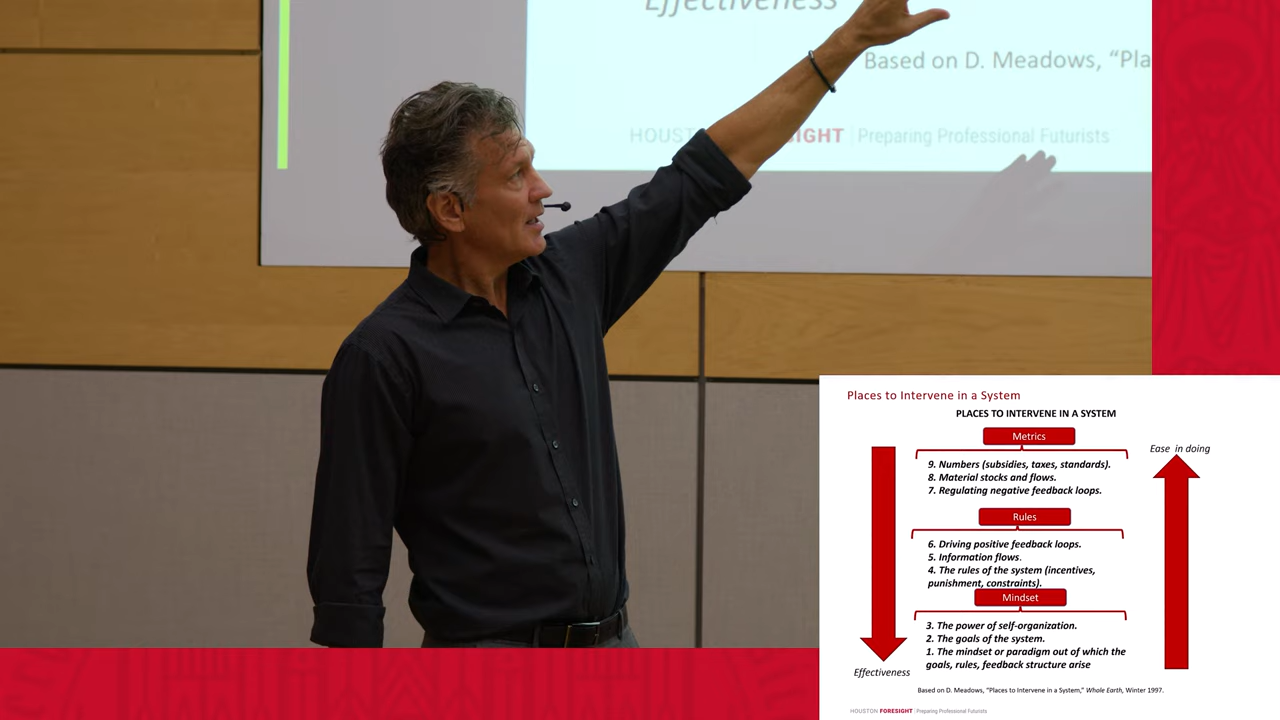 Effectiveness
Based on D. Meadows, “Pla
HOUST SIGHT Preparing Professional Futurists
Places to Intervene in a System
PLACES TO INTERVENE IN A SYSTEM
Metrics
Ease in doing
9. Numbers (subsidies, taxes, standards).
8. Material stocks and flows.
7. Regulating negative feedback loops.
Rules
6. Driving positive feedback loops.
5. Information flows.
4. The rules of the system (incentives,
punishment, constraints).
Mindset
3. The power of self-organization.
2. The goals of the system.
1. The mindset or paradigm out of which the
goals, rules, feedback structure arise
Effectiveness
Based on D. Meadows, “Places to Intervene in a System,” Whole Earth, Winter 1997.
HOUSTON FORESIGHT Preparing Professional Futurists